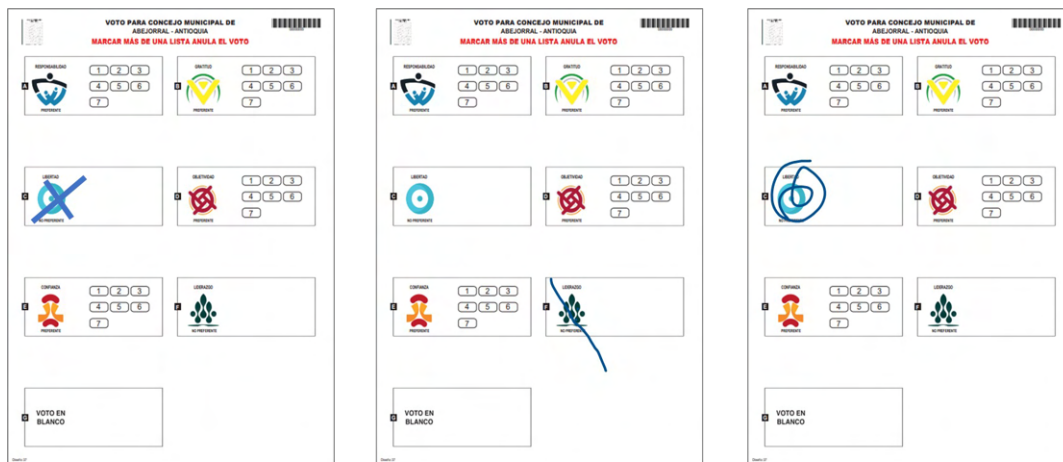 VOTO PARA CONCEJO MUNICIPAL DE
ABEJORRAL - ANTIOQUIA
MARCAR MÁS DE UNA LISTA ANULA EL VOTO
A
RESPONSABILIDAD
PREFERENTE
1 2 3
4 5 6
7
B
GRATITUD
PREFERENTE
1 2 3
4 5 6
7
C
LIBERTAD
NO PREFERENTE
D
OBJETIVIDAD
PREFERENTE
1 2 3
4 5 6
7
E
CONFIANZA
PREFERENTE
1 2 3
4 5 6
7
F
LIDERAZGO
NO PREFERENTE
G
VOTO EN
BLANCO
VOTO PARA CONCEJO MUNICIPAL DE
ABEJORRAL - ANTIOQUIA
MARCAR MÁS DE UNA LISTA ANULA EL VOTO
A
RESPONSABILIDAD
PREFERENTE
1 2 3
4 5 6
7
B
GRATITUD
PREFERENTE
1 2 3
4 5 6
7
C
LIBERTAD
NO PREFERENTE
D
OBJETIVIDAD
PREFERENTE
1 2 3
4 5 6
7
E
CONFIANZA
PREFERENTE
1 2 3
4 5 6
7
F
LIDERAZGO
NO PREFERENTE
G
VOTO EN
BLANCO
VOTO PARA CONCEJO MUNICIPAL DE
ABEJORRAL - ANTIOQUIA
MARCAR MÁS DE UNA LISTA ANULA EL VOTO
A
RESPONSABILIDAD
PREFERENTE
1 2 3
4 5 6
7
B
GRATITUD
PREFERENTE
1 2 3
4 5 6
7
C
LIBERTAD
NO PREFERENTE
D
OBJETIVIDAD
PREFERENTE
1 2 3
4 5 6
7
E
CONFIANZA
PREFERENTE
1 2 3
4 5 6
7
F
LIDERAZGO
NO PREFERENTE
G
VOTO EN
BLANCO